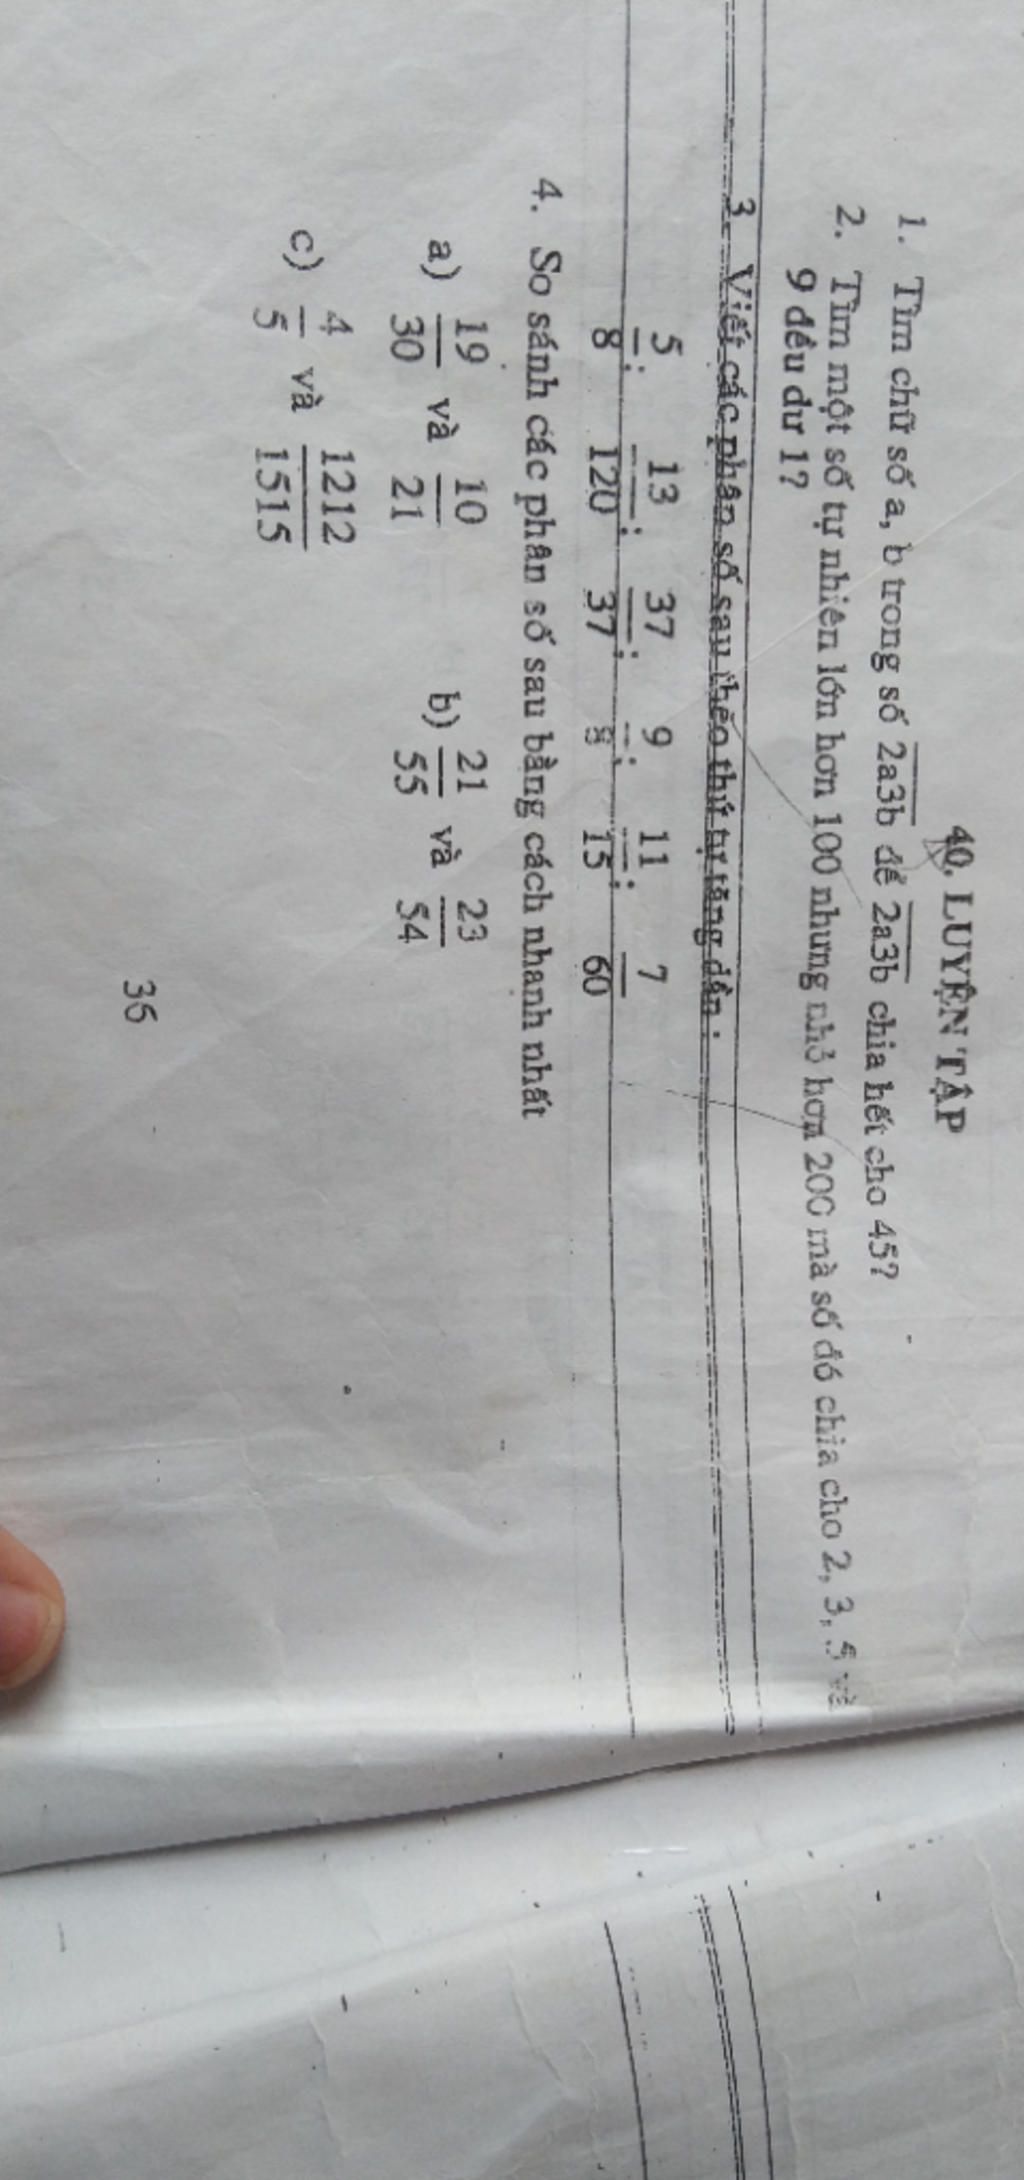 40. LUYỆN TẬP
1. Tìm chữ số a, b trong số 2a3b để 2a3b chia hết cho 45?
2. Tìm một số tự nhiên lớn hơn 100 nhưng nhỏ hơn 200 mà số đó chia cho 2, 3, 5 và
9 đều dư 1?
3. Viết các phân số sau theo thứ tự tăng dần :
5/8; 13/120; 37/37; 9/8; 11/15; 7/60
4. So sánh các phân số sau bằng cách nhanh nhất
a) 19/30 và 10/21 b) 21/55 và 23/54
c) 4/5 và 1212/1515
36